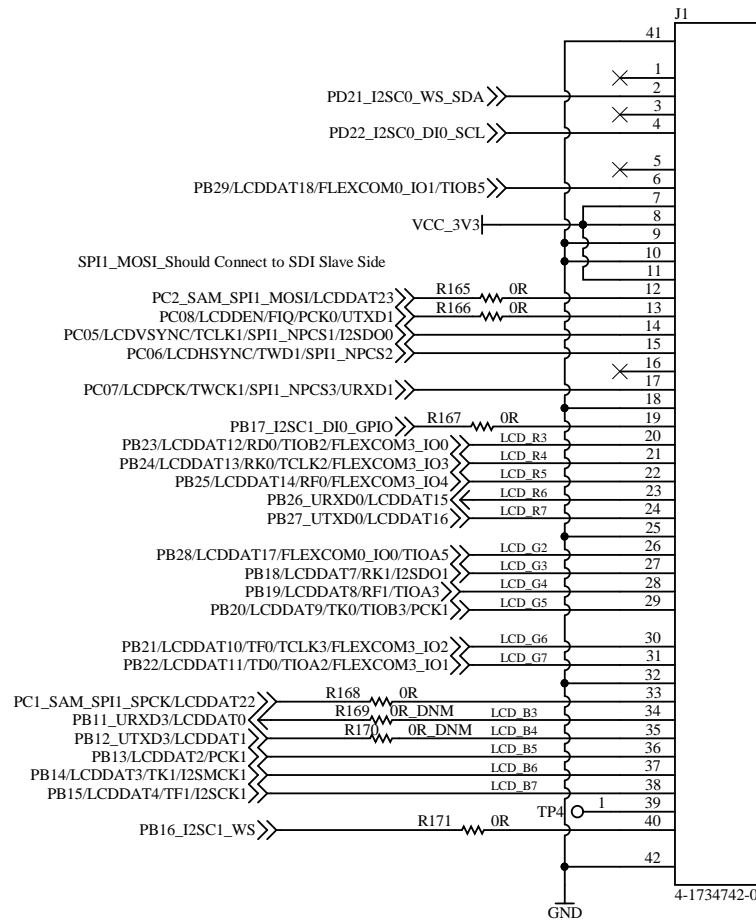 J1
41
1
PD21_I2SC0_WS_SDA 2
3
PD22_I2SC0_DI0_SCL 4
5
PB29/LCDDAT18/FLEXCOM0_IO1/TIOB5 6
7
VCC_3V3 8
9
SPI1_MOSI_Should Connect to SDI Slave Side 10
11
PC2_SAM_SPI1_MOSI/LCDDAT23 R165 0R 12
PC08/LCDDEN/FIQ/PCK0/UTXD1 R166 0R 13
PC05/LCDVSYNC/TCLK1/SPI1_NPCS1/I2SDO0 14
PC06/LCDHSYNC/TWD1/SPI1_NPCS2 15
16
PC07/LCDPCK/TWCK1/SPI1_NPCS3/URXD1 17
18
PB17_I2SC1_DI0_GPIO R167 0R 19
PB23/LCDDAT12/RD0/TIOB2/FLEXCOM3_IO0 LCD_R3 20
PB24/LCDDAT13/RK0/TCLK2/FLEXCOM3_IO3 LCD_R4 21
PB25/LCDDAT14/RF0/FLEXCOM3_IO4 LCD_R5 22
PB26_URXD0/LCDDAT15 LCD_R6 23
PB27_UTXD0/LCDDAT16 LCD_R7 24
25
PB28/LCDDAT17/FLEXCOM0_IO0/TIOA5 LCD_G2 26
PB18/LCDDAT7/RK1/I2SDO1 LCD_G3 27
PB19/LCDDAT8/RF1/TIOA3 LCD_G4 28
PB20/LCDDAT9/TK0/TIOB3/PCK1 LCD_G5 29
PB21/LCDDAT10/TF0/TCLK3/FLEXCOM3_IO2 LCD_G6 30
PB22/LCDDAT11/TD0/TIOA2/FLEXCOM3_IO1 LCD_G7 31
32
PC1_SAM_SPI1_SPCK/LCDDAT22 R168 0R 33
PB11_URXD3/LCDDAT0 R169 0R_DNM LCD_B3 34
PB12_UTXD3/LCDDAT1 R170 0R_DNM LCD_B4 35
PB13/LCDDAT2/PCK1 LCD_B5 36
PB14/LCDDAT3/TK1/I2SMCK1 LCD_B6 37
PB15/LCDDAT4/TF1/I2SCK1 LCD_B7 38
TP4 1 39
PB16_I2SC1_WS R171 0R 40
42
4-1734742-0
GND